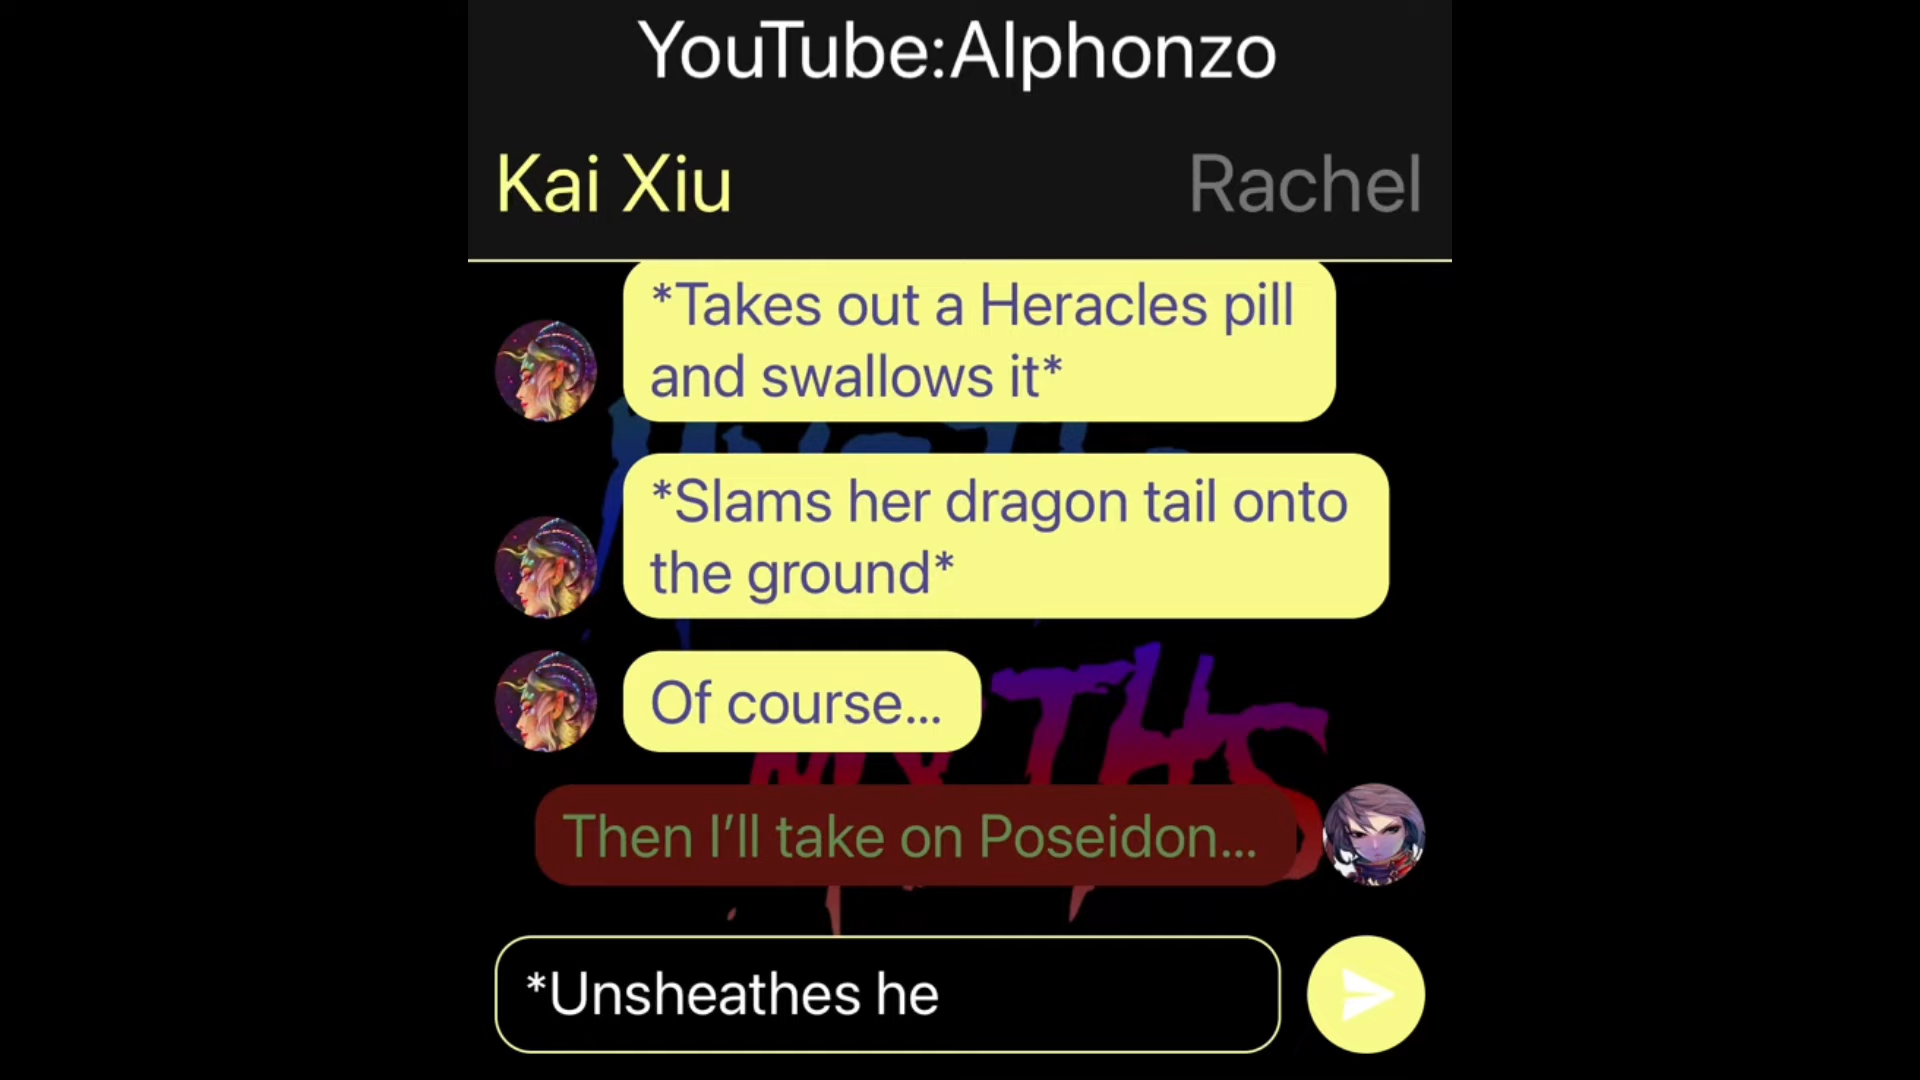 YouTube:Alphonzo
Kai Xiu
Rachel
*Takes out a Heracles pill
and swallows it*
*Slams her dragon tail onto
the ground*
Of course...
Then I’ll take on Poseidon...
*Unsheathes he